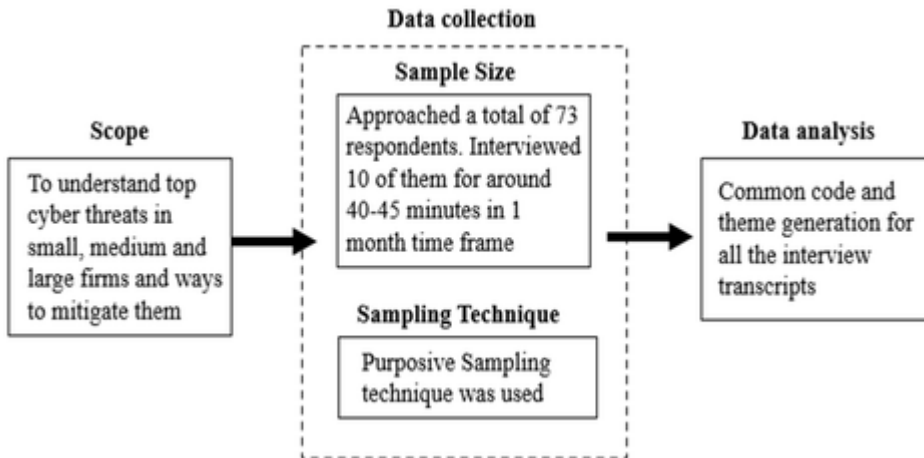 Data collection
Scope
To understand top
cyber threats in
small, medium and
large firms and ways
to mitigate them
Sample Size
Approached a total of 73
respondents. Interviewed
10 of them for around
40-45 minutes in 1
month time frame
Sampling Technique
Purposive Sampling
technique was used
Data analysis
Common code and
theme generation for
all the interview
transcripts